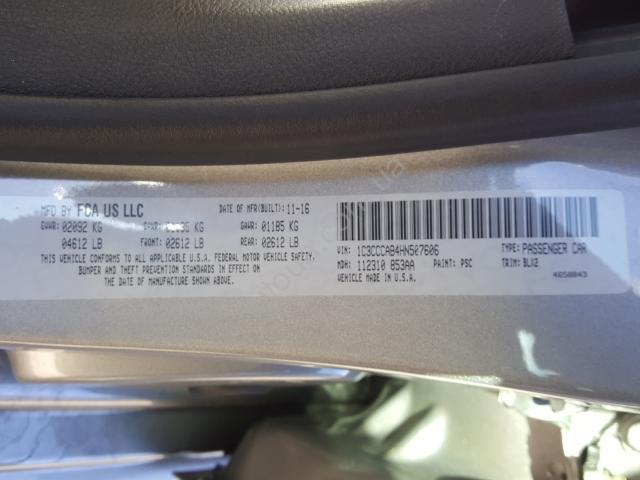 MFD BY FCA US LLC
DATE OF MFR(BUILT): 11-16
GVWR: 02092 KG
GAWR: KG
GAWR: 01185 KG
04612 LB
FRONT: 02612 LB
REAR: 02612 LB
THIS VEHICLE CONFORMS TO ALL APPLICABLE U.S.A. FEDERAL MOTOR VEHICLE SAFETY,
BUMPER AND THEFT PREVENTION STANDARDS IN EFFECT ON
THE DATE OF MANUFACTURE SHOWN ABOVE.
VIN: 1C3CCCAB4HN507606
TYPE: PASSENGER CAR
MDH: 112310 853AA
PAINT: PSC
TRIM: BLX2
VEHICLE MADE IN U.S.A.
4650043